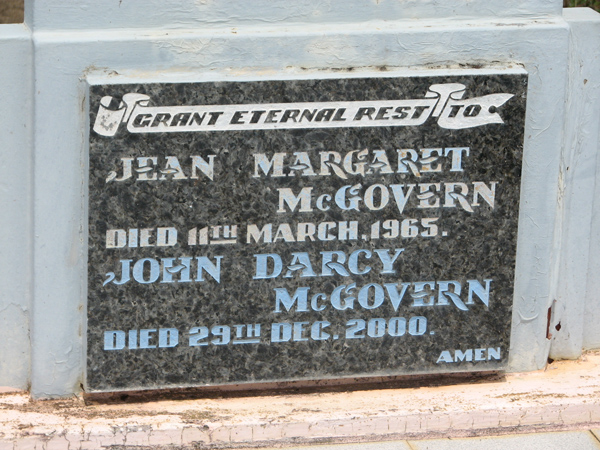 GRANT ETERNAL REST TO
JEAN MARGARET
McGOVERN
DIED 11TH MARCH, 1965.
JOHN DARCY
McGOVERN
DIED 29TH DEC. 2000.
AMEN